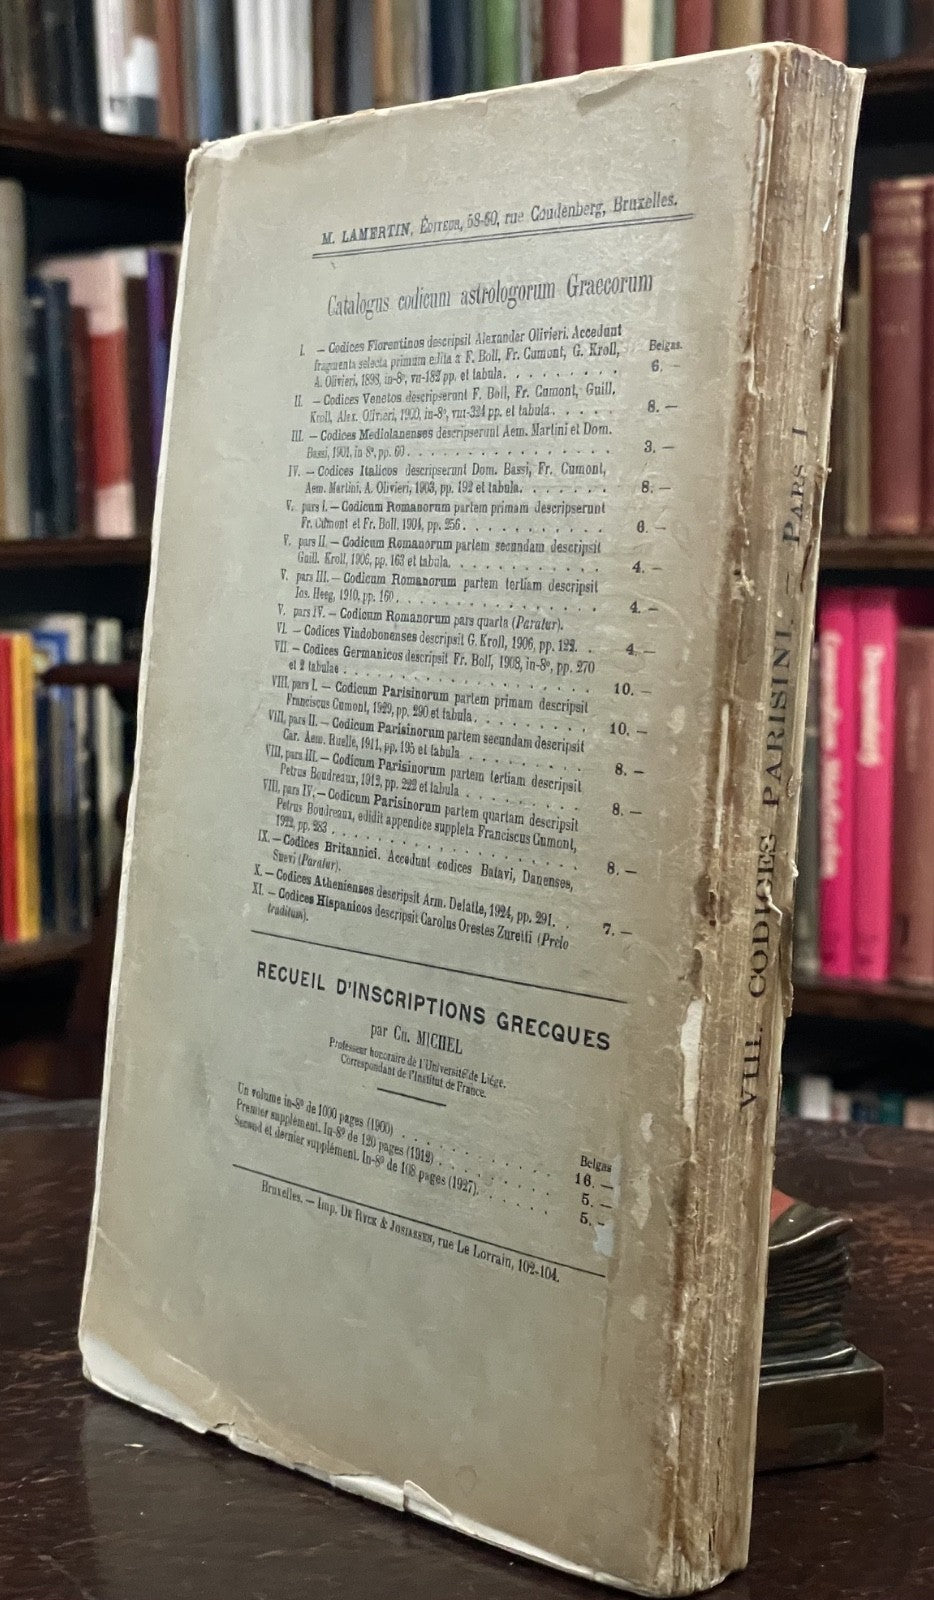 M. LAMERTIN, ÉDITEUR, 58-60, rue Coudenberg, Bruxelles.
Catalogus codicum astrologorum Graecorum
Belgas.
I. — Codices Florentinos descripsit Alexander Olivieri. Accedunt
fragmenta selecta primum edita a F. Boll, Fr. Cumont, G. Kroll,
A. Olivieri, 1898, in-8º, VII-182 pp. et tabula. . . . . . . . 6. —
II. — Codices Venetos descripserunt F. Boll, Fr. Cumont, Guill.
Kroll, Alex. Olivieri, 1900, in-8º, VIII-224 pp. et tabula. . . . . 8. —
III. — Codices Mediolanenses descripserunt Aem. Martini et Dom.
Bassi, 1901, in 8º, pp. 60. . . . . . . . . . . . . . . . 3. —
IV. — Codices Italicos descripserunt Dom. Bassi, Fr. Cumont,
Aem. Martini, A. Olivieri, 1903, pp. 192 et tabula. . . . . . . 8. —
V. pars I. — Codicum Romanorum partem primam descripserunt
Fr. Cumont et Fr. Boll, 1904, pp. 256. . . . . . . . . . . . 6. —
V. pars II. — Codicum Romanorum partem secundam descripsit
Guill. Kroll, 1906, pp. 163 et tabula. . . . . . . . . . . . 4. —
V. pars III. — Codicum Romanorum partem tertiam descripsit
Ios. Heeg, 1910, pp. 160. . . . . . . . . . . . . . . . . 4. —
V. pars IV. — Codicum Romanorum pars quarta (Paratur).
VI. — Codices Vindobonenses descripsit G. Kroll, 1906, pp. 122. . 4. —
VII. — Codices Germanicos descripsit Fr. Boll, 1908, in-8º, pp. 270
et 2 tabulae . . . . . . . . . . . . . . . . . . . . . 10. —
VIII, pars I. — Codicum Parisinorum partem primam descripsit
Franciscus Cumont, 1929, pp. 290 et tabula. . . . . . . . . 10. —
VIII, pars II. — Codicum Parisinorum partem secundam descripsit
Car. Aem. Ruelle, 1911, pp. 195 et tabula . . . . . . . . . . 8. —
VIII, pars III. — Codicum Parisinorum partem tertiam descripsit
Petrus Boudreaux, 1912, pp. 222 et tabula . . . . . . . . . 8. —
VIII, pars IV. — Codicum Parisinorum partem quartam descripsit
Petrus Boudreaux, edidit appendice suppleta Franciscus Cumont,
1922, pp. 283 . . . . . . . . . . . . . . . . . . . . . 8. —
IX. — Codices Britannici. Accedunt codices Batavi, Danenses,
Suevi (Paratur).
X. — Codices Athenienses descripsit Arm. Delatte, 1924, pp. 291. . 7. —
XI. — Codices Hispanicos descripsit Carolus Orestes Zuretti (Prelo
traditum).
RECUEIL D'INSCRIPTIONS GRECQUES
par CH. MICHEL
Professeur honoraire de l'Université de Liége.
Correspondant de l'Institut de France.
Belgas
Un volume in-8º de 1000 pages (1900) . . . . . . . . . . 16. —
Premier supplément. In-8º de 120 pages (1912) . . . . . . . 5. —
Second et dernier supplément. In-8º de 108 pages (1927). . . . . 5. —
Bruxelles. — Imp. DE RYCK & JOSIASSEN, rue Le Lorrain, 102-104.
VIII. CODICES PARISINI. — PARS I